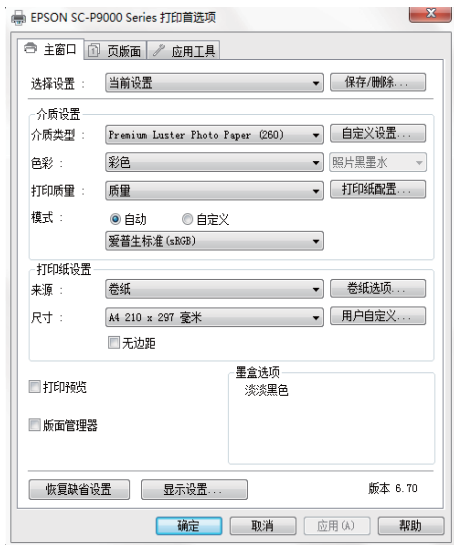 EPSON SC-P9000 Series 打印首选项
主窗口 页版面 应用工具
选择设置 : 当前设置 保存/删除...
介质设置
介质类型 : Premium Luster Photo Paper (260) 自定义设置...
色彩 : 彩色 照片黑墨水
打印质量 : 质量 打印纸配置...
模式 : 自动 自定义
爱普生标准(sRGB)
打印纸设置
来源 : 卷纸 卷纸选项...
尺寸 : A4 210 x 297 毫米 用户自定义...
无边距
墨盒选项
打印预览 淡淡黑色
版面管理器
恢复缺省设置 显示设置... 版本 6.70
确定 取消 应用(A) 帮助